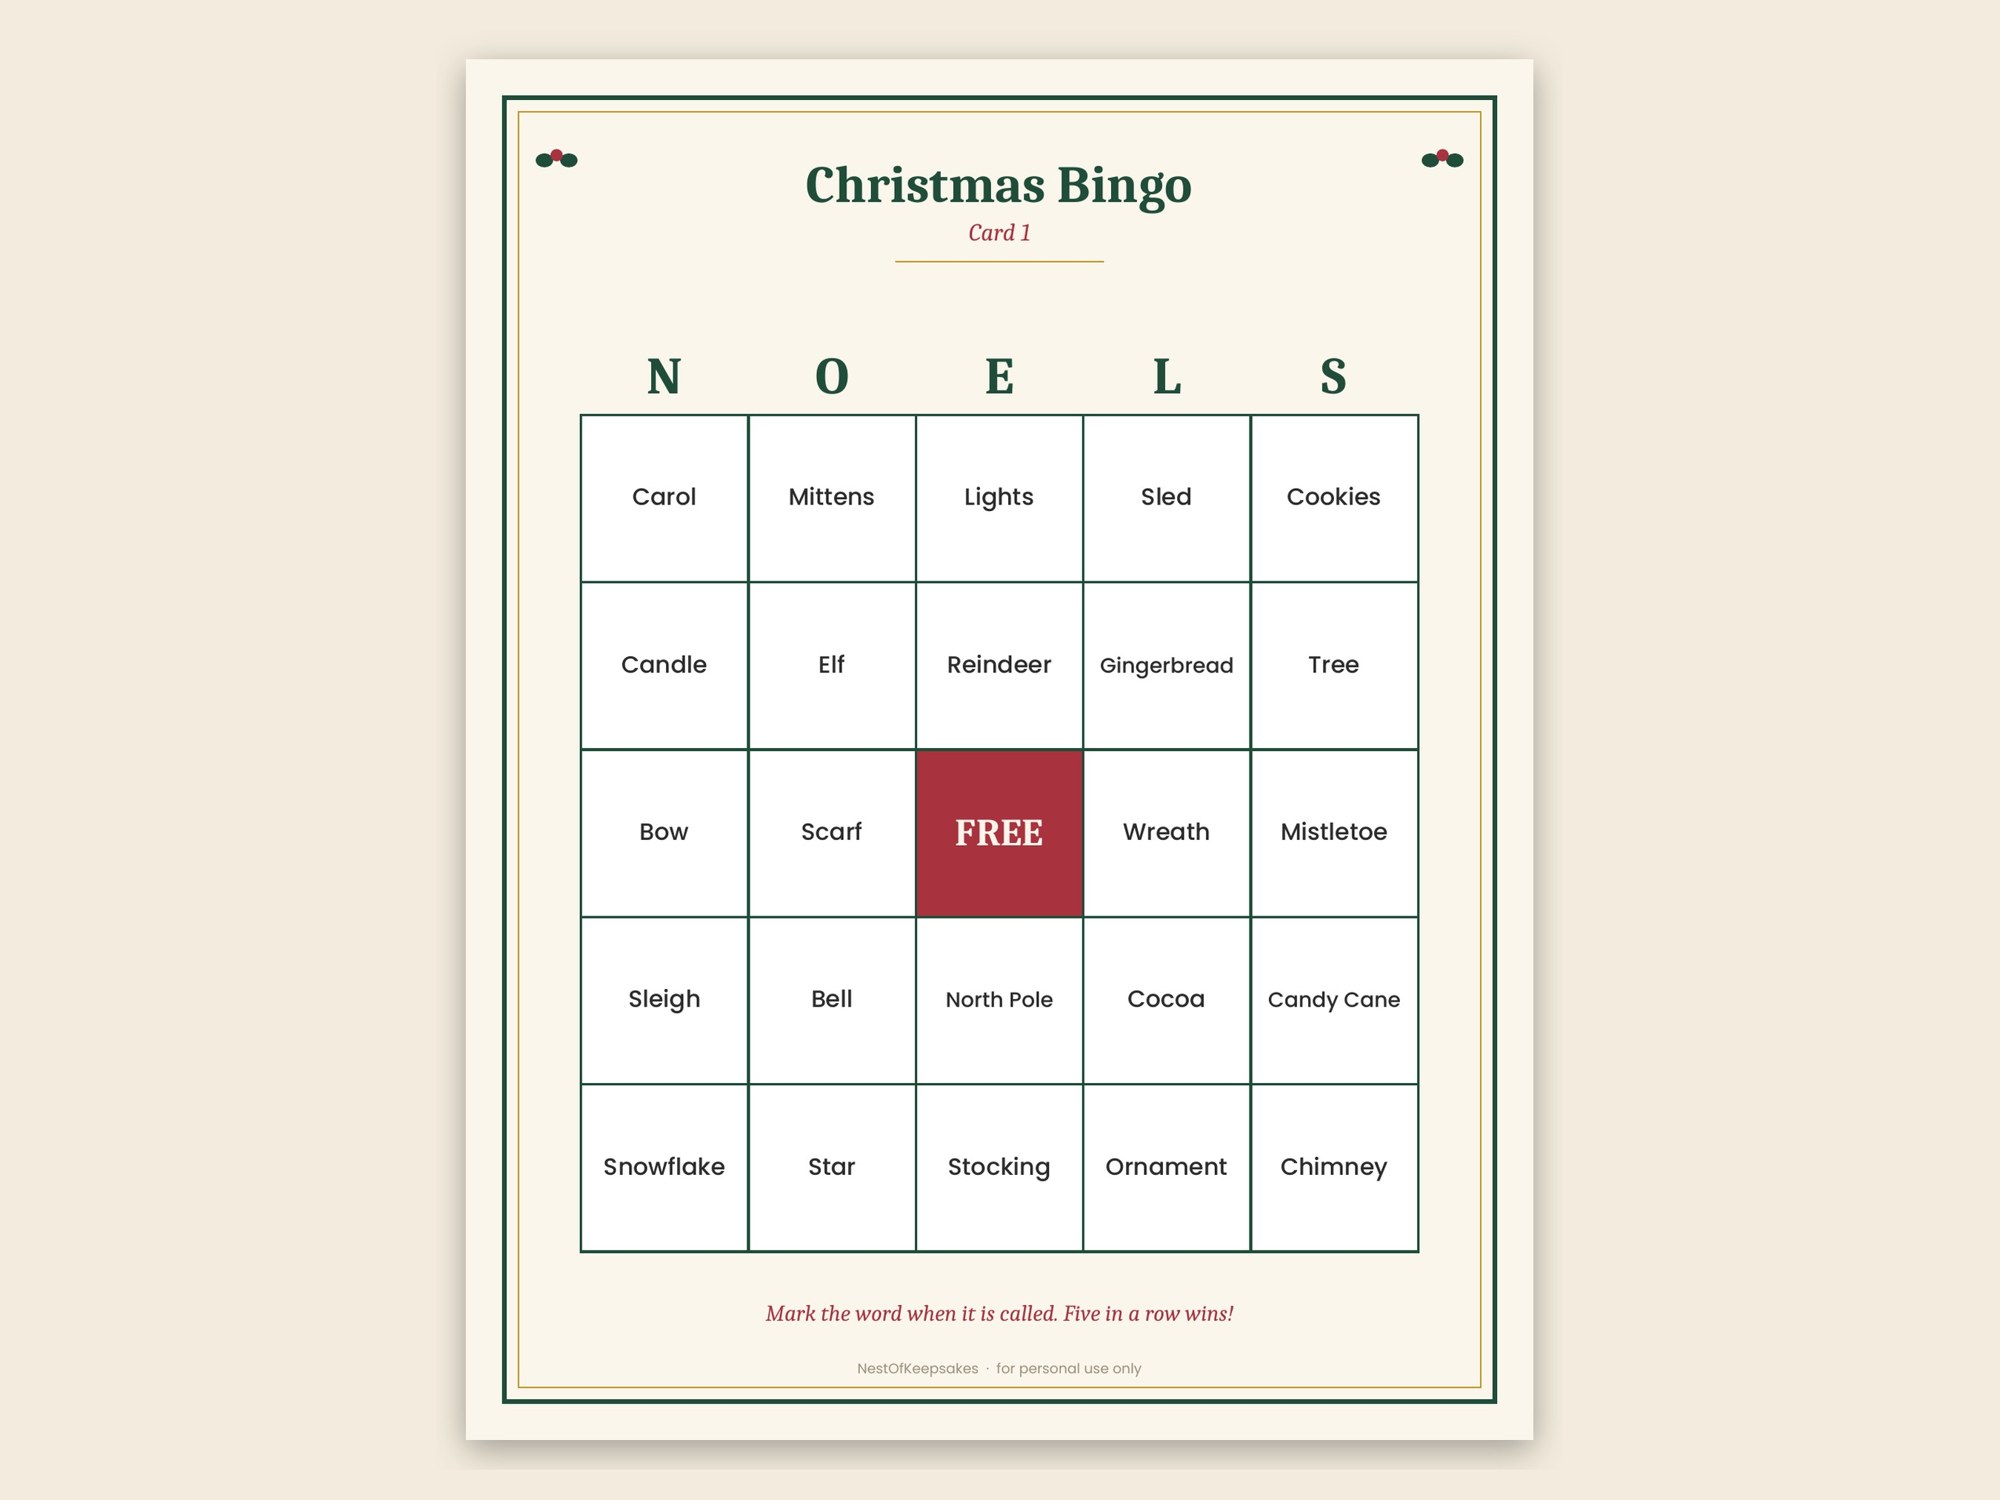 Christmas Bingo
Card 1
N O E L S
Carol Mittens Lights Sled Cookies
Candle Elf Reindeer Gingerbread Tree
Bow Scarf FREE Wreath Mistletoe
Sleigh Bell North Pole Cocoa Candy Cane
Snowflake Star Stocking Ornament Chimney
Mark the word when it is called. Five in a row wins!
NestOfKeepsakes · for personal use only